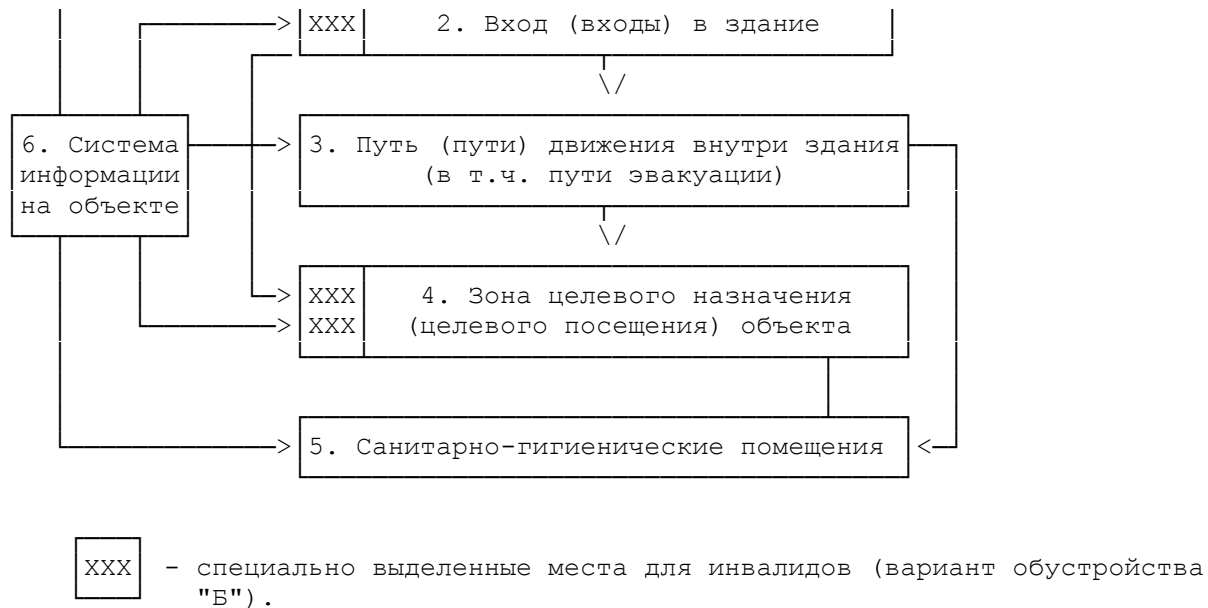 XXX 2. Вход (входы) в здание
6. Система
информации
на объекте
3. Путь (пути) движения внутри здания
(в т.ч. пути эвакуации)
XXX 4. Зона целевого назначения
XXX (целевого посещения) объекта
5. Санитарно-гигиенические помещения
XXX - специально выделенные места для инвалидов (вариант обустройства
"Б").